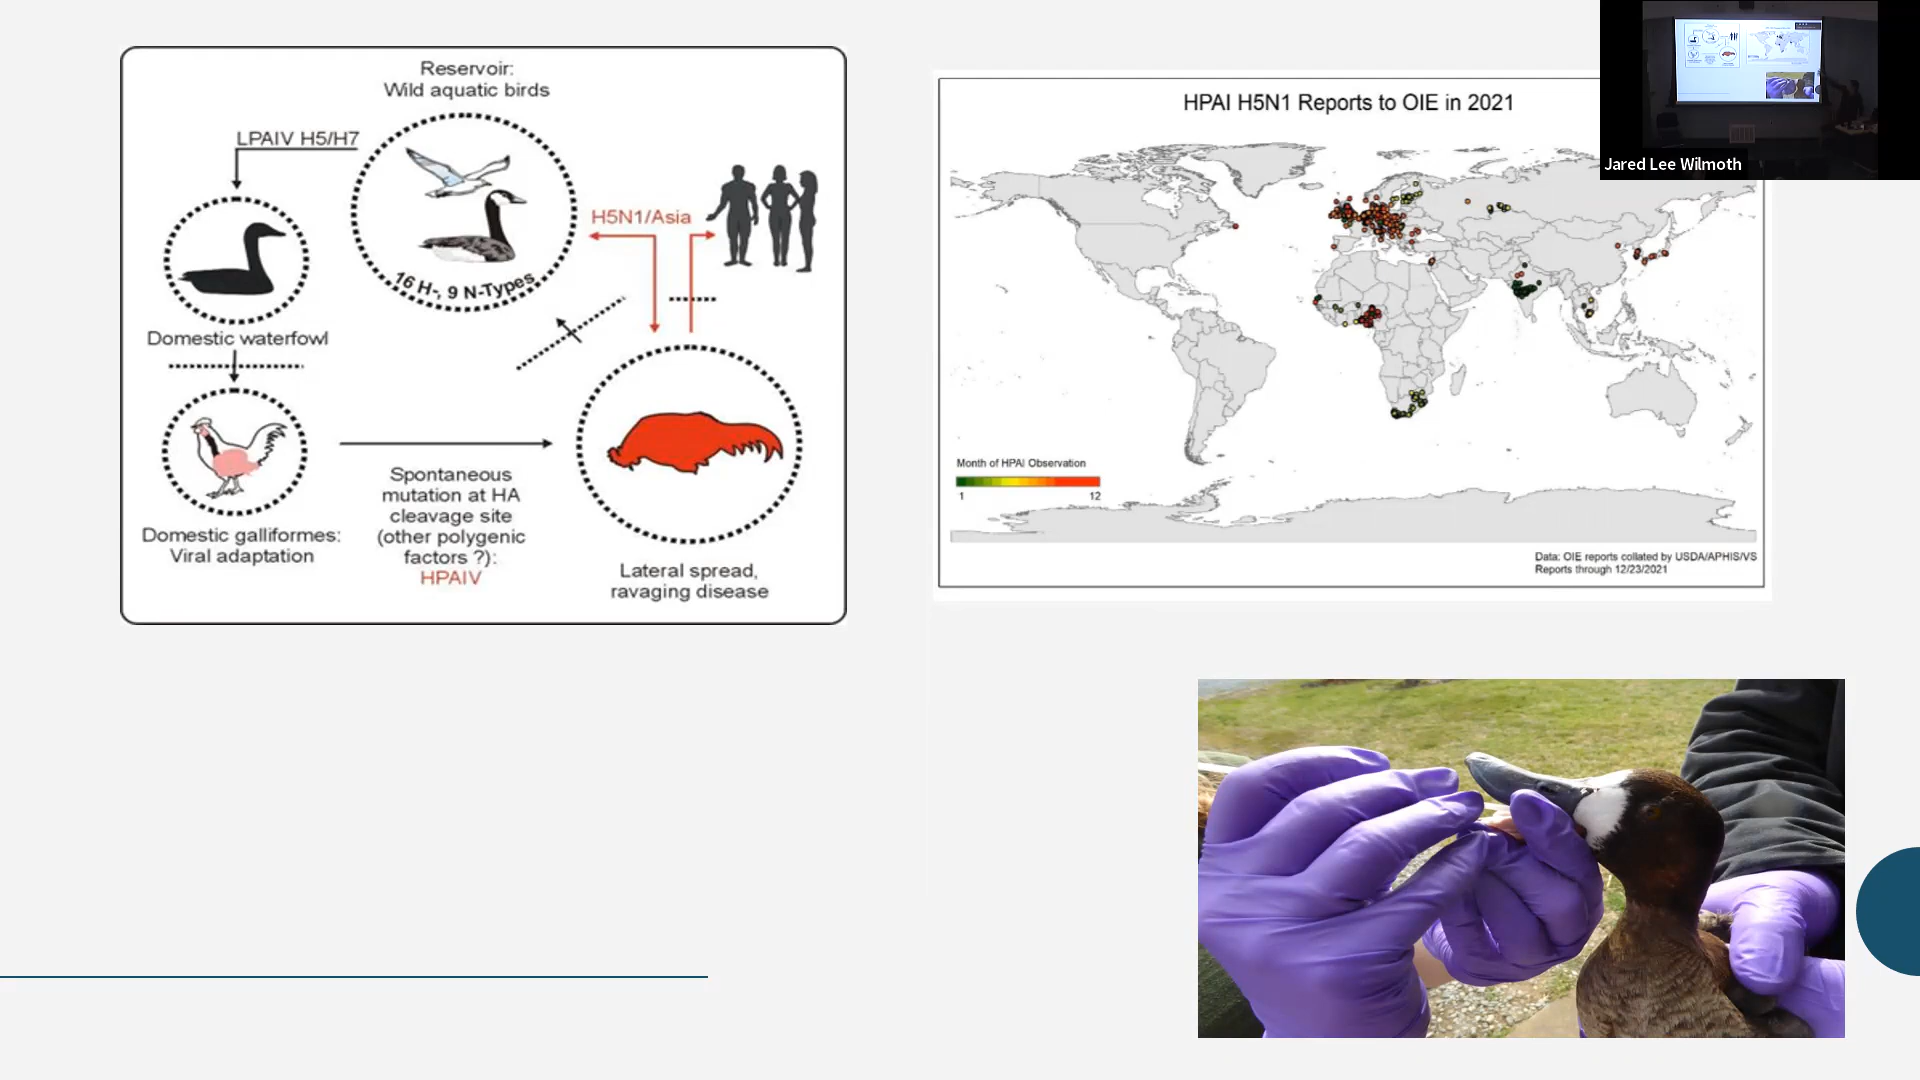 Reservoir:
Wild aquatic birds
LPAIV H5/H7
16 H-, 9 N-Types
H5N1/Asia
Domestic waterfowl
Domestic galliformes:
Viral adaptation
Spontaneous
mutation at HA
cleavage site
(other polygenic
factors ?):
HPAIV
Lateral spread,
ravaging disease
HPAI H5N1 Reports to OIE in 2021
Month of HPAI Observation
1 12
Data: OIE reports collated by USDA/APHIS/VS
Reports through 12/23/2021
Jared Lee Wilmoth